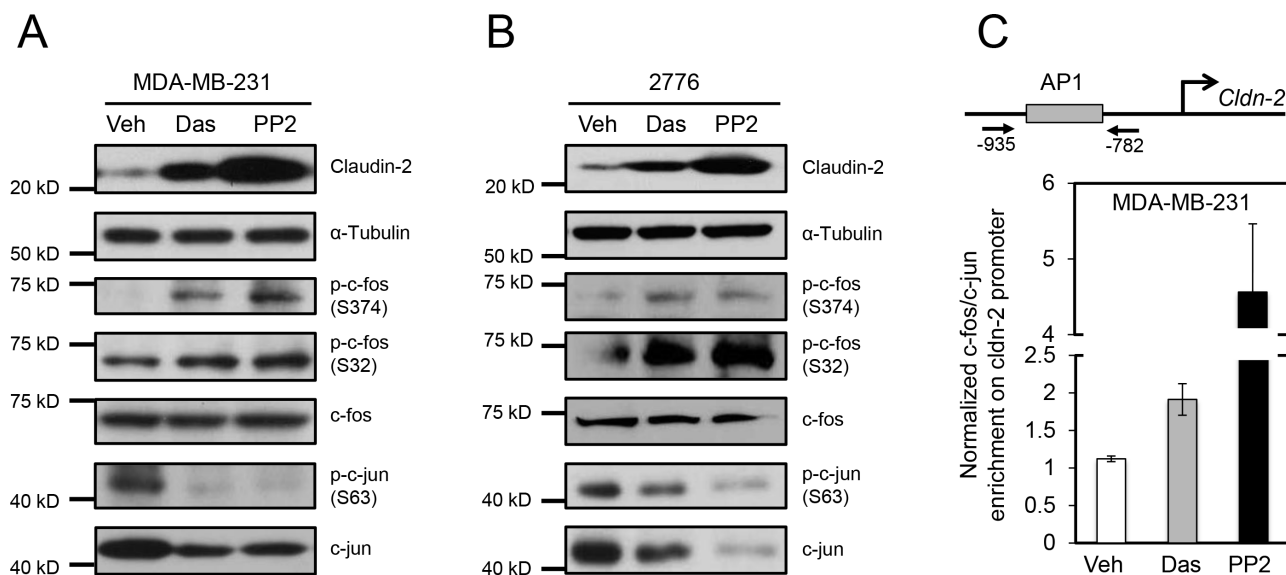 A
MDA-MB-231
Veh Das PP2
Claudin-2
20 kD
α-Tubulin
50 kD
75 kD
p-c-fos
(S374)
75 kD
p-c-fos
(S32)
75 kD
c-fos
p-c-jun
(S63)
40 kD
c-jun
40 kD
B
2776
Veh Das PP2
Claudin-2
20 kD
α-Tubulin
50 kD
75 kD
p-c-fos
(S374)
75 kD
p-c-fos
(S32)
75 kD
c-fos
p-c-jun
(S63)
40 kD
c-jun
40 kD
C
AP1
Cldn-2
-935
-782
Normalized c-fos/c-jun
enrichment on cldn-2 promoter
MDA-MB-231
6
5
4
2.5
2
1.5
1
0.5
0
Veh Das PP2